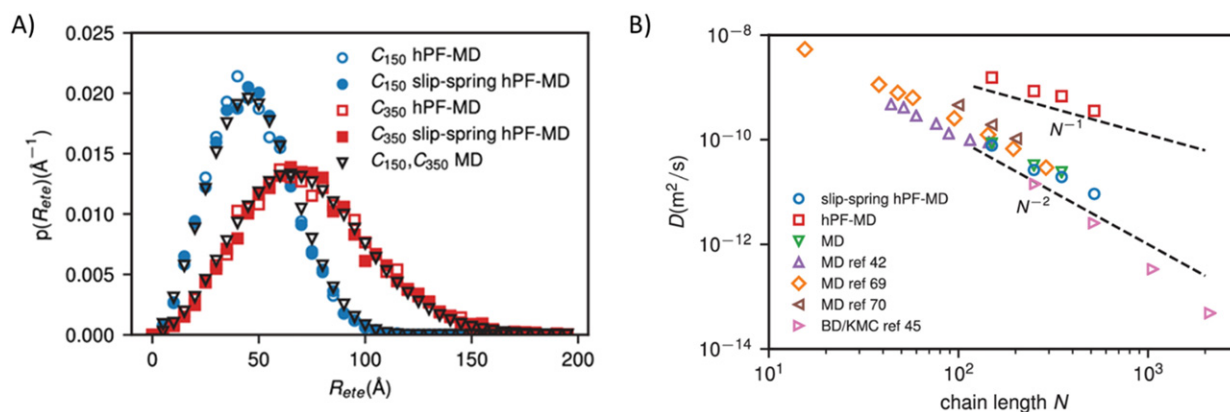 A)
0.025
0.020
0.015
0.010
0.005
0.000
p(R_ete)(Å⁻¹)
C₁₅₀ hPF-MD
C₁₅₀ slip-spring hPF-MD
C₃₅₀ hPF-MD
C₃₅₀ slip-spring hPF-MD
C₁₅₀,C₃₅₀ MD
0 50 100 150 200
R_ete(Å)
B)
10⁻⁸
10⁻¹⁰
10⁻¹²
10⁻¹⁴
D(m²/s)
N⁻¹
N⁻²
slip-spring hPF-MD
hPF-MD
MD
MD ref 42
MD ref 69
MD ref 70
BD/KMC ref 45
10¹ 10² 10³
chain length N